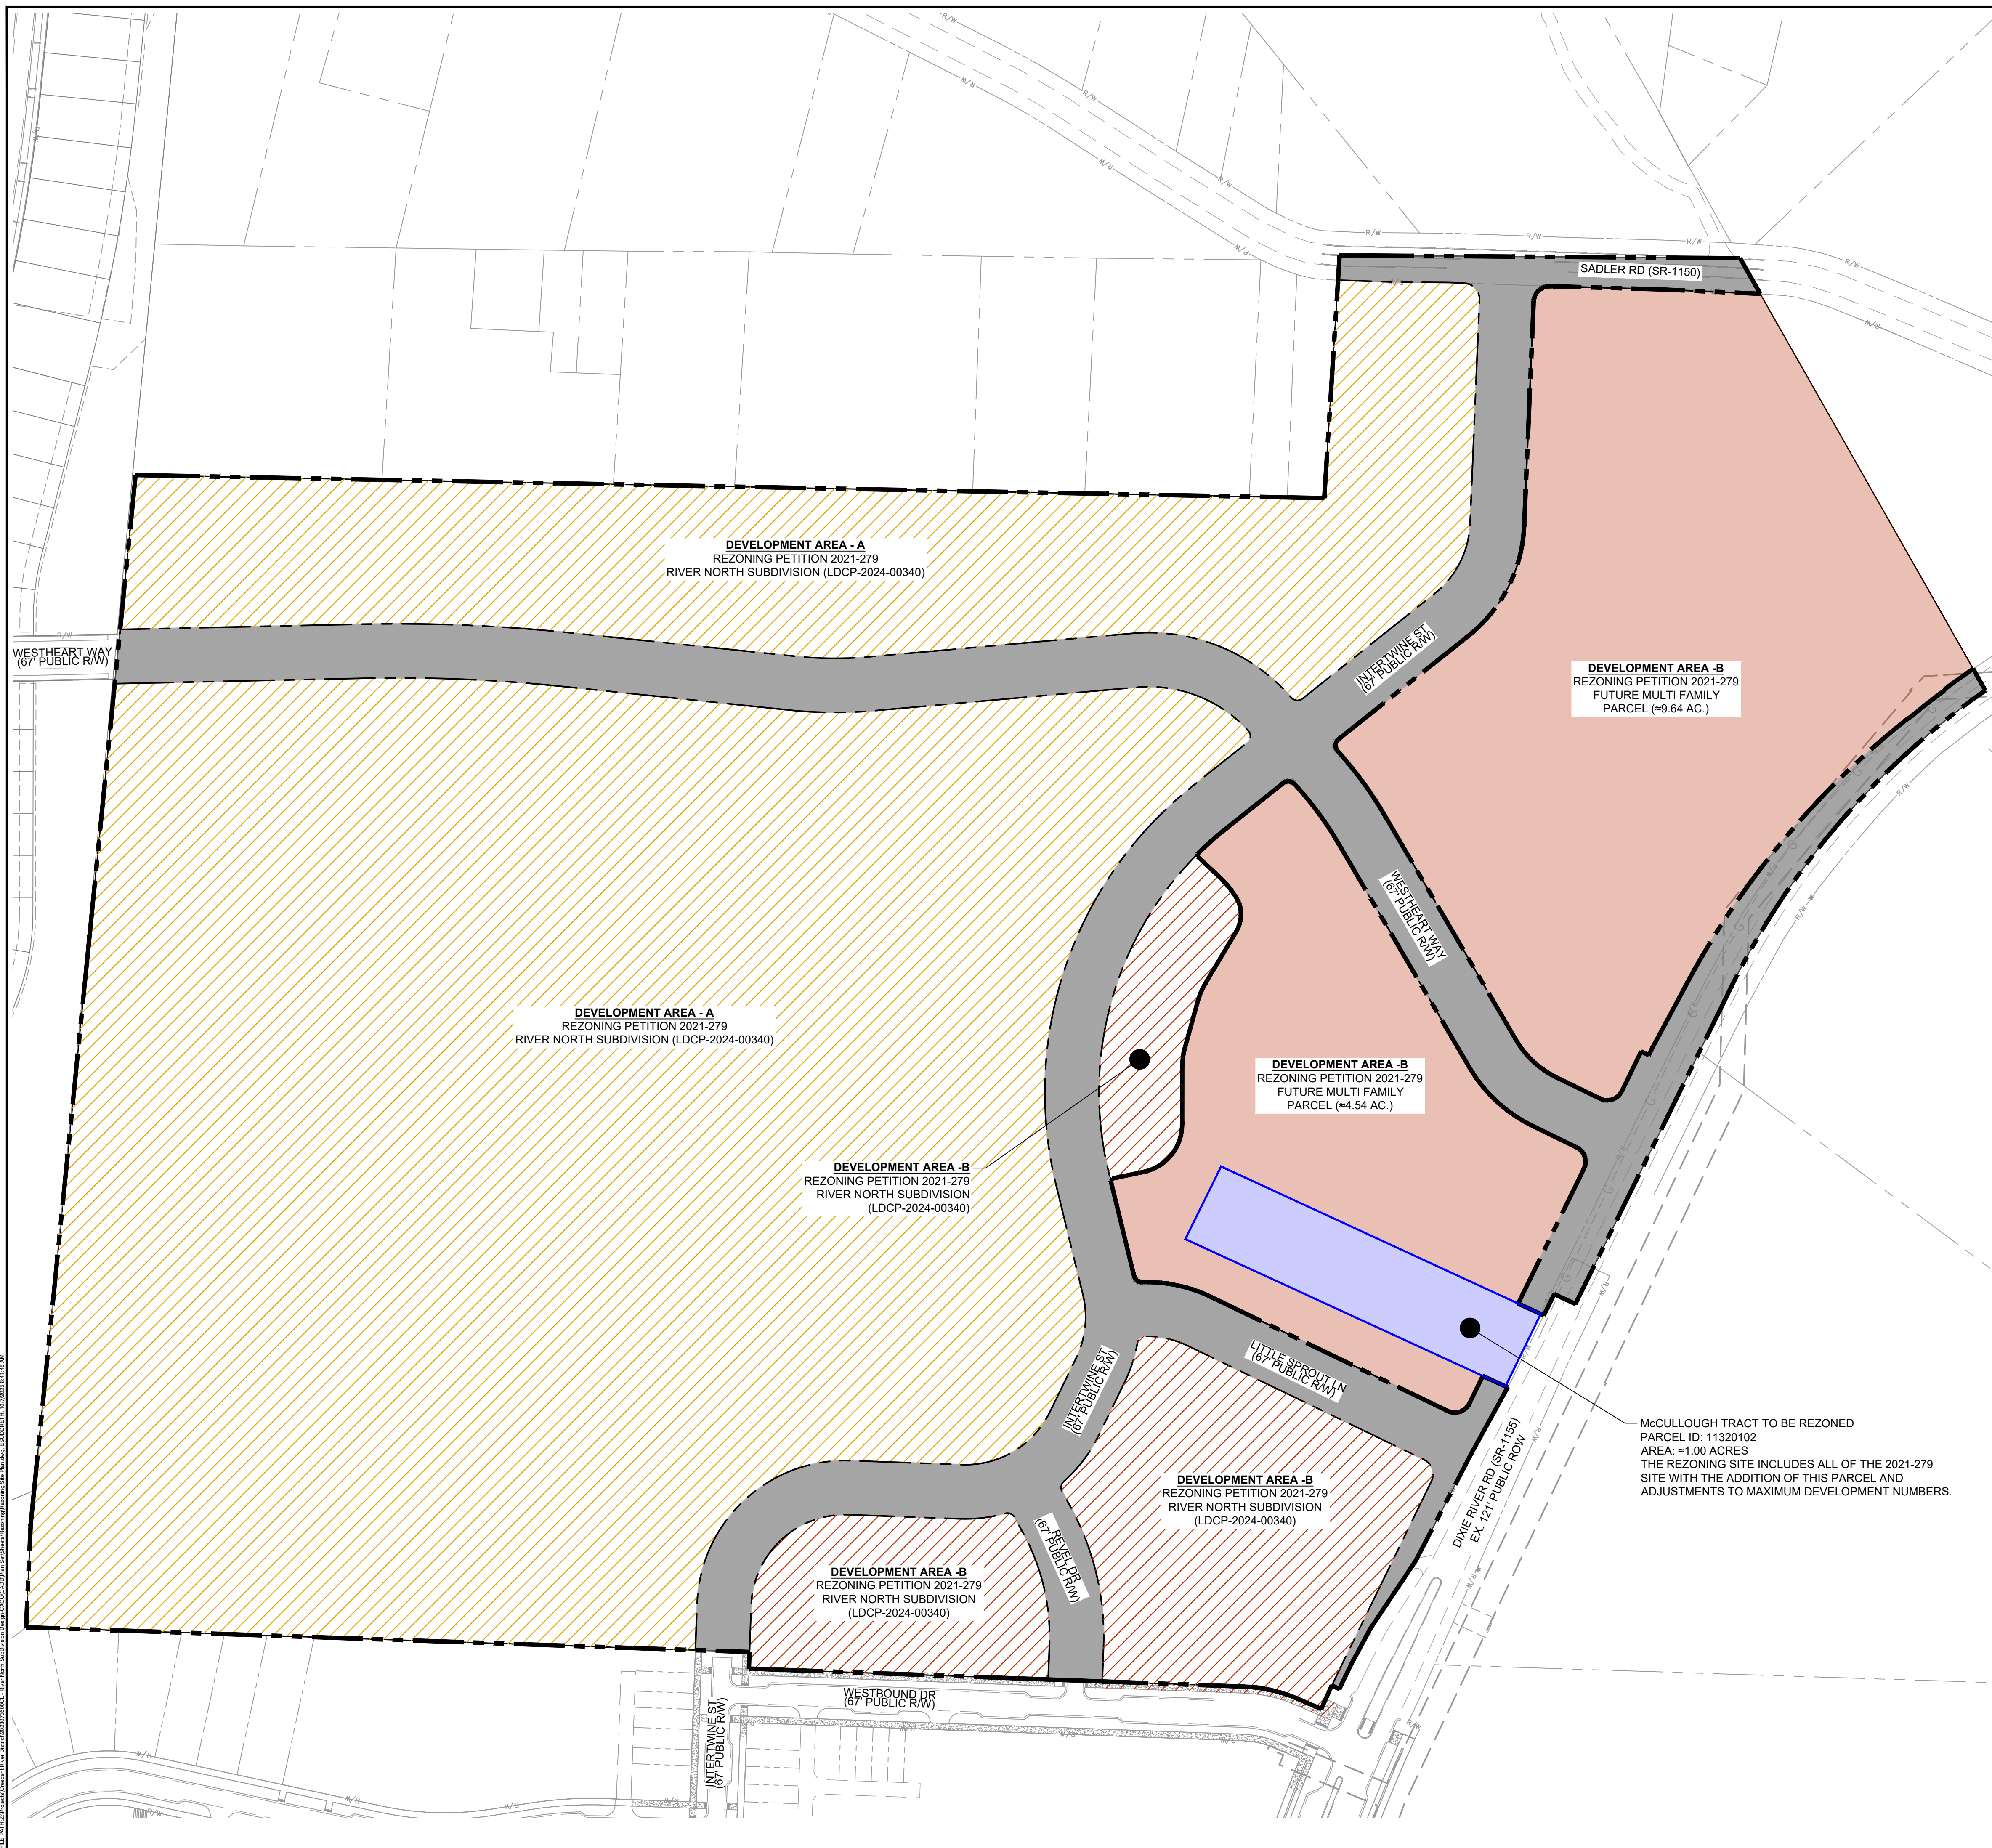 SADLER RD (SR-1150)
DEVELOPMENT AREA - A
REZONING PETITION 2021-279
RIVER NORTH SUBDIVISION (LDCP-2024-00340)
WESTHEART WAY
(67' PUBLIC R/W)
INTERTWINE ST
(67' PUBLIC R/W)
DEVELOPMENT AREA -B
REZONING PETITION 2021-279
FUTURE MULTI FAMILY
PARCEL (≈9.64 AC.)
WESTHEART WAY
(67' PUBLIC R/W)
DEVELOPMENT AREA - A
REZONING PETITION 2021-279
RIVER NORTH SUBDIVISION (LDCP-2024-00340)
DEVELOPMENT AREA -B
REZONING PETITION 2021-279
FUTURE MULTI FAMILY
PARCEL (≈4.54 AC.)
DEVELOPMENT AREA -B
REZONING PETITION 2021-279
RIVER NORTH SUBDIVISION
(LDCP-2024-00340)
LITTLE SPROUT LN
(67' PUBLIC R/W)
INTERTWINE ST
(67' PUBLIC R/W)
McCULLOUGH TRACT TO BE REZONED
PARCEL ID: 11320102
AREA: ≈1.00 ACRES
THE REZONING SITE INCLUDES ALL OF THE 2021-279
SITE WITH THE ADDITION OF THIS PARCEL AND
ADJUSTMENTS TO MAXIMUM DEVELOPMENT NUMBERS.
DIXIE RIVER RD (SR-1155)
EX. 121' PUBLIC ROW
DEVELOPMENT AREA -B
REZONING PETITION 2021-279
RIVER NORTH SUBDIVISION
(LDCP-2024-00340)
REVEL DR
(67' PUBLIC R/W)
DEVELOPMENT AREA -B
REZONING PETITION 2021-279
RIVER NORTH SUBDIVISION
(LDCP-2024-00340)
WESTBOUND DR
(67' PUBLIC R/W)
INTERTWINE ST
(67' PUBLIC R/W)
R/W
R/W
R/W
R/W
R/W
R/W
R/W
R/W
R/W
R/W